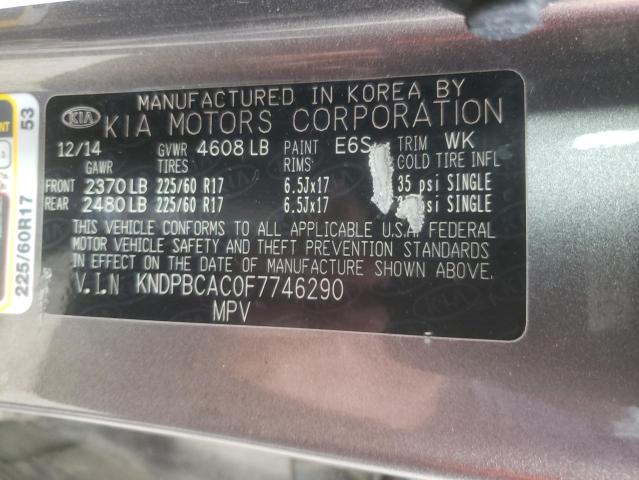 MANUFACTURED IN KOREA BY
KIA KIA MOTORS CORPORATION
12/14 GVWR 4608 LB PAINT E6S TRIM WK
GAWR TIRES RIMS COLD TIRE INFL
FRONT 2370 LB 225/60 R17 6.5Jx17 35 psi SINGLE
REAR 2480 LB 225/60 R17 6.5Jx17 psi SINGLE
THIS VEHICLE CONFORMS TO ALL APPLICABLE U.S.A. FEDERAL
MOTOR VEHICLE SAFETY AND THEFT PREVENTION STANDARDS
IN EFFECT ON THE DATE OF MANUFACTURE SHOWN ABOVE.
V.I.N KNDPBCAC0F7746290
MPV
53
225/60R17